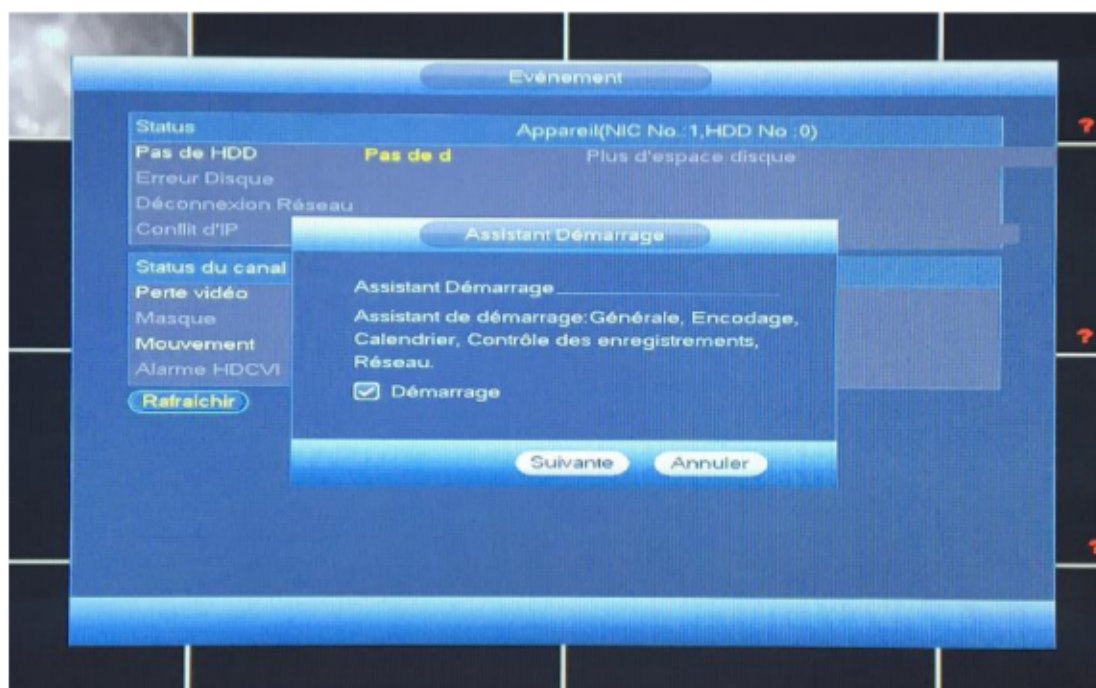 Evénement
Status Appareil(NIC No.:1,HDD No :0)
Pas de HDD Pas de d Plus d'espace disque
Erreur Disque
Déconnexion Réseau
Conflit d'IP
Assistant Démarrage
Status du canal
Perte vidéo
Masque
Mouvement
Alarme HDCVI
Rafraichir
Assistant Démarrage
Assistant de démarrage:Générale, Encodage,
Calendrier, Contrôle des enregistrements,
Réseau.
Démarrage
Suivante Annuler
?
?
?